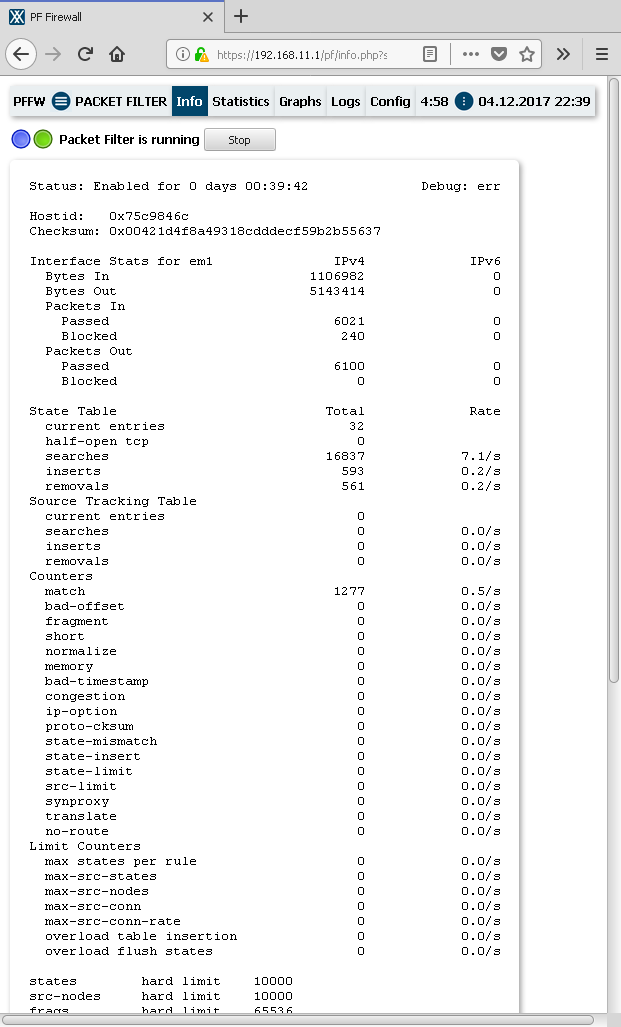 PF Firewall
https://192.168.11.1/pf/info.php?s
PFFW PACKET FILTER Info Statistics Graphs Logs Config 4:58 04.12.2017 22:39
Packet Filter is running Stop
Status: Enabled for 0 days 00:39:42 Debug: err
Hostid: 0x75c9846c
Checksum: 0x00421d4f8a49318cdddecf59b2b55637
Interface Stats for em1 IPv4 IPv6
Bytes In 1106982 0
Bytes Out 5143414 0
Packets In
Passed 6021 0
Blocked 240 0
Packets Out
Passed 6100 0
Blocked 0 0
State Table Total Rate
current entries 32
half-open tcp 0
searches 16837 7.1/s
inserts 593 0.2/s
removals 561 0.2/s
Source Tracking Table
current entries 0
searches 0 0.0/s
inserts 0 0.0/s
removals 0 0.0/s
Counters
match 1277 0.5/s
bad-offset 0 0.0/s
fragment 0 0.0/s
short 0 0.0/s
normalize 0 0.0/s
memory 0 0.0/s
bad-timestamp 0 0.0/s
congestion 0 0.0/s
ip-option 0 0.0/s
proto-cksum 0 0.0/s
state-mismatch 0 0.0/s
state-insert 0 0.0/s
state-limit 0 0.0/s
src-limit 0 0.0/s
synproxy 0 0.0/s
translate 0 0.0/s
no-route 0 0.0/s
Limit Counters
max states per rule 0 0.0/s
max-src-states 0 0.0/s
max-src-nodes 0 0.0/s
max-src-conn 0 0.0/s
max-src-conn-rate 0 0.0/s
overload table insertion 0 0.0/s
overload flush states 0 0.0/s
states hard limit 10000
src-nodes hard limit 10000
frags hard limit 65536